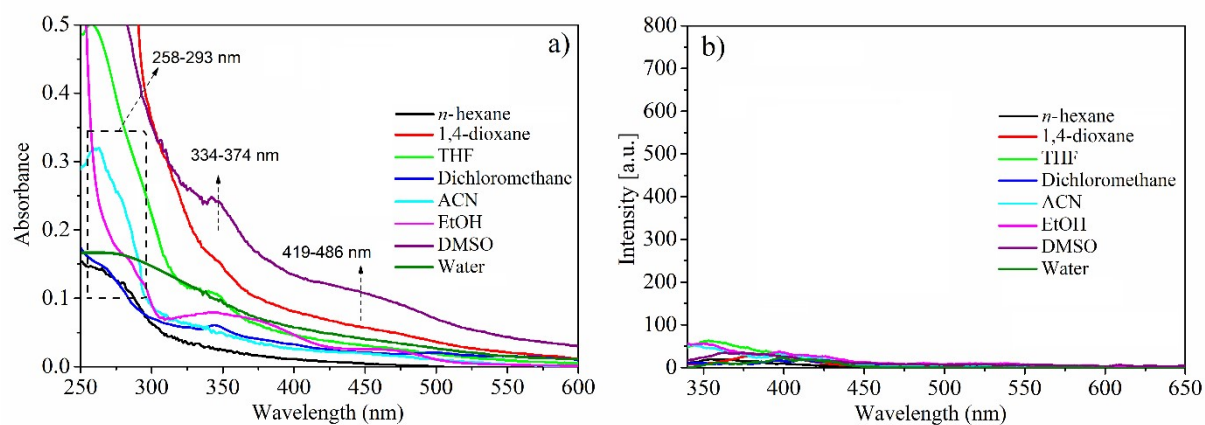 a)
258-293 nm
334-374 nm
419-486 nm
n-hexane
1,4-dioxane
THF
Dichloromethane
ACN
EtOH
DMSO
Water
Absorbance
0.5
0.4
0.3
0.2
0.1
0.0
250 300 350 400 450 500 550 600
Wavelength (nm)
b)
n-hexane
1,4-dioxane
THF
Dichloromethane
ACN
EtOH
DMSO
Water
Intensity [a.u.]
800
700
600
500
400
300
200
100
0
350 400 450 500 550 600 650
Wavelength (nm)